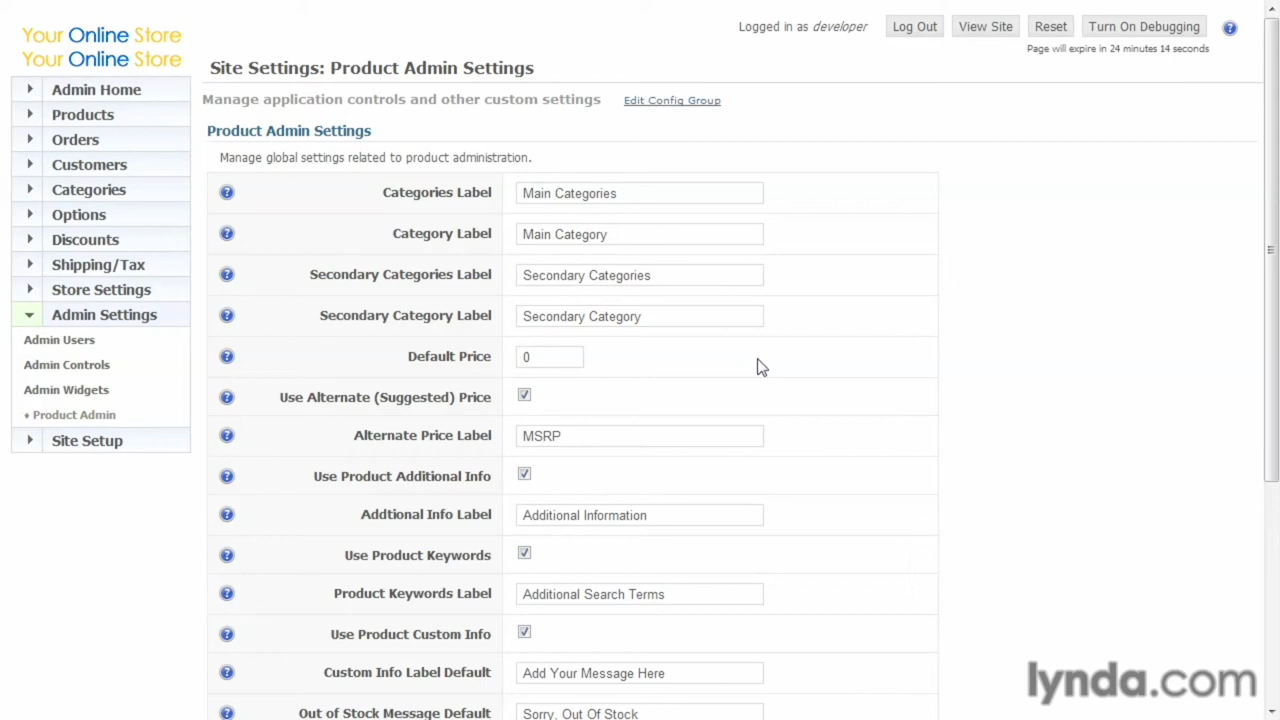 Your Online Store
Your Online Store
Logged in as developer
Log Out
View Site
Reset
Turn On Debugging
Page will expire in 24 minutes 14 seconds
Admin Home
Products
Orders
Customers
Categories
Options
Discounts
Shipping/Tax
Store Settings
Admin Settings
Admin Users
Admin Controls
Admin Widgets
Product Admin
Site Setup
Site Settings: Product Admin Settings
Manage application controls and other custom settings Edit Config Group
Product Admin Settings
Manage global settings related to product administration.
Categories Label Main Categories
Category Label Main Category
Secondary Categories Label Secondary Categories
Secondary Category Label Secondary Category
Default Price 0
Use Alternate (Suggested) Price
Alternate Price Label MSRP
Use Product Additional Info
Addtional Info Label Additional Information
Use Product Keywords
Product Keywords Label Additional Search Terms
Use Product Custom Info
Custom Info Label Default Add Your Message Here
Out of Stock Message Default Sorry, Out Of Stock
lynda.com